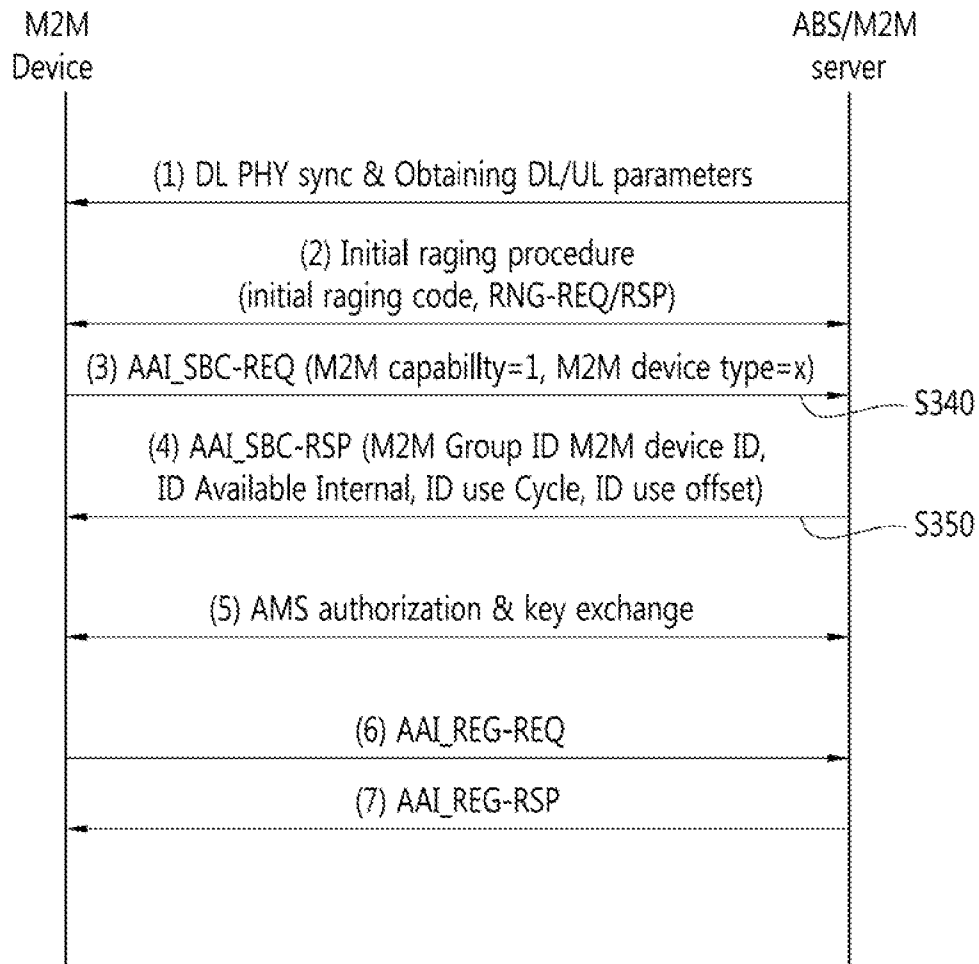 M2M
Device
ABS/M2M
server
(1) DL PHY sync & Obtaining DL/UL parameters
(2) Initial raging procedure
(initial raging code, RNG-REQ/RSP)
(3) AAI_SBC-REQ (M2M capabillty=1, M2M device type=x)
S340
(4) AAI_SBC-RSP (M2M Group ID M2M device ID,
ID Available Internal, ID use Cycle, ID use offset)
S350
(5) AMS authorization & key exchange
(6) AAI_REG-REQ
(7) AAI_REG-RSP